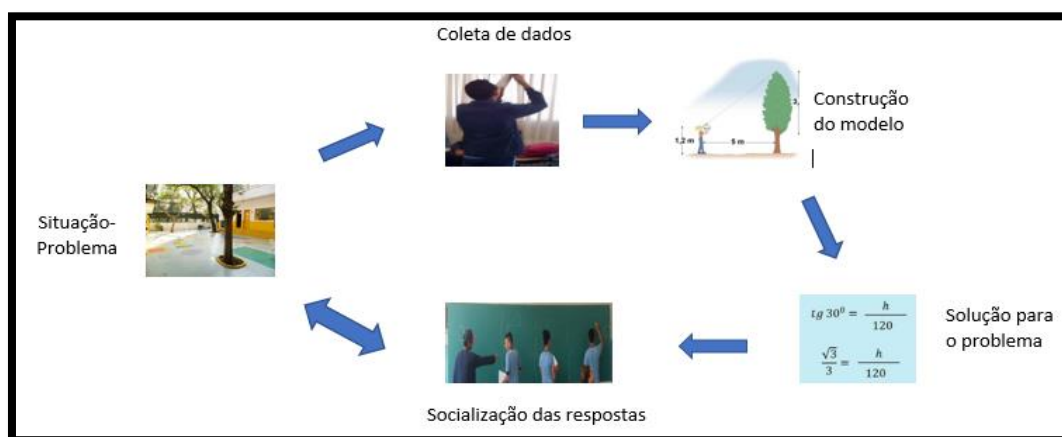 Coleta de dados
Construção
do modelo
1,2 m
5 m
3,
Situação-
Problema
tg 30⁰ = h / 120
√3 / 3 = h / 120
Solução para
o problema
Socialização das respostas